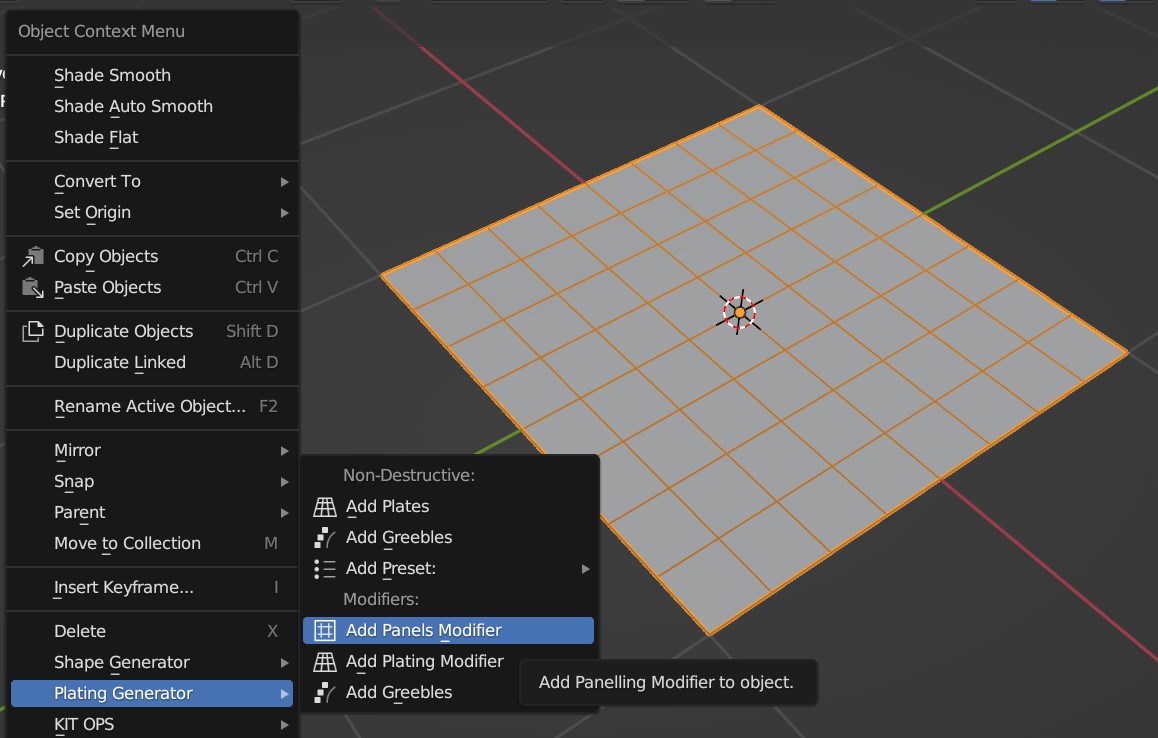 Object Context Menu
Shade Smooth
Shade Auto Smooth
Shade Flat
Convert To
Set Origin
Copy Objects Ctrl C
Paste Objects Ctrl V
Duplicate Objects Shift D
Duplicate Linked Alt D
Rename Active Object... F2
Mirror
Snap
Parent
Move to Collection M
Insert Keyframe... I
Delete X
Shape Generator
Plating Generator
KIT OPS
Non-Destructive:
Add Plates
Add Greebles
Add Preset:
Modifiers:
Add Panels Modifier
Add Plating Modifier
Add Greebles
Add Panelling Modifier to object.